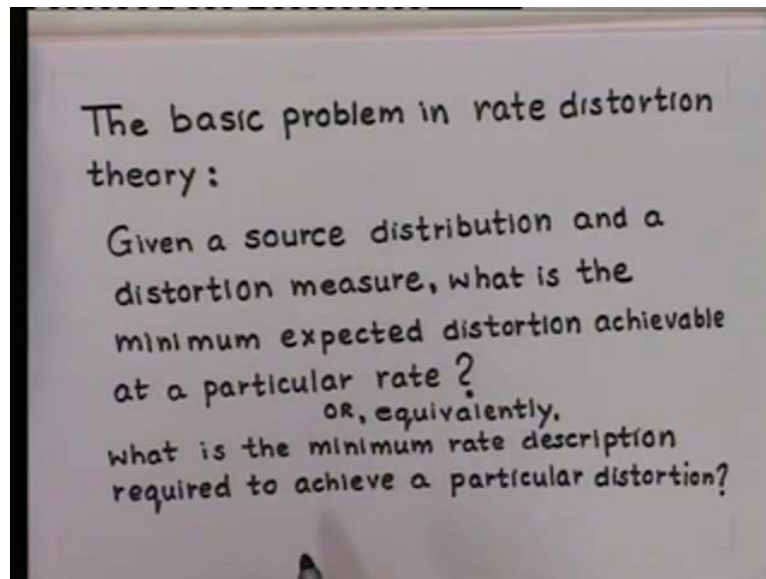 The basic problem in rate distortion
theory:
Given a source distribution and a
distortion measure, what is the
minimum expected distortion achievable
at a particular rate?
OR, equivalently,
what is the minimum rate description
required to achieve a particular distortion?